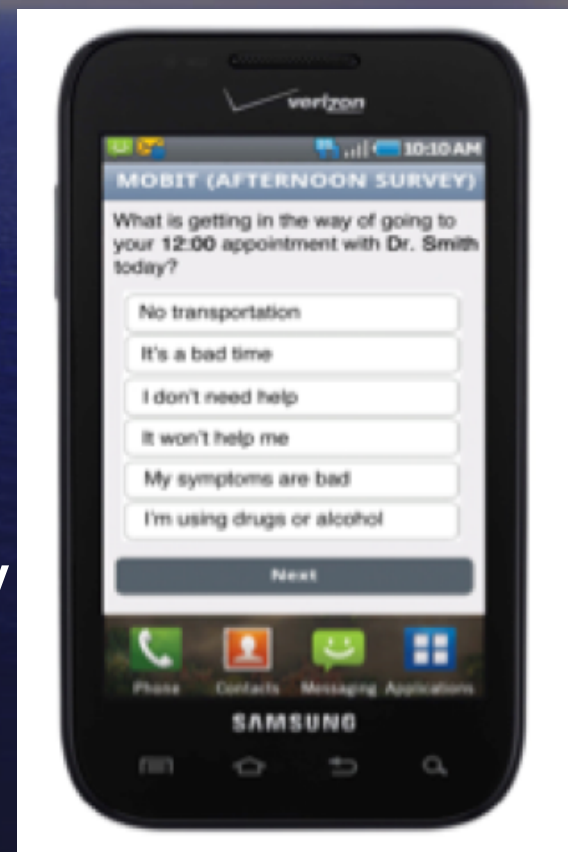 verizon
10:10 AM
MOBIT (AFTERNOON SURVEY)
What is getting in the way of going to
your 12:00 appointment with Dr. Smith
today?
No transportation
It's a bad time
I don't need help
It won't help me
My symptoms are bad
I'm using drugs or alcohol
Next
Phone Contacts Messaging Applications
SAMSUNG